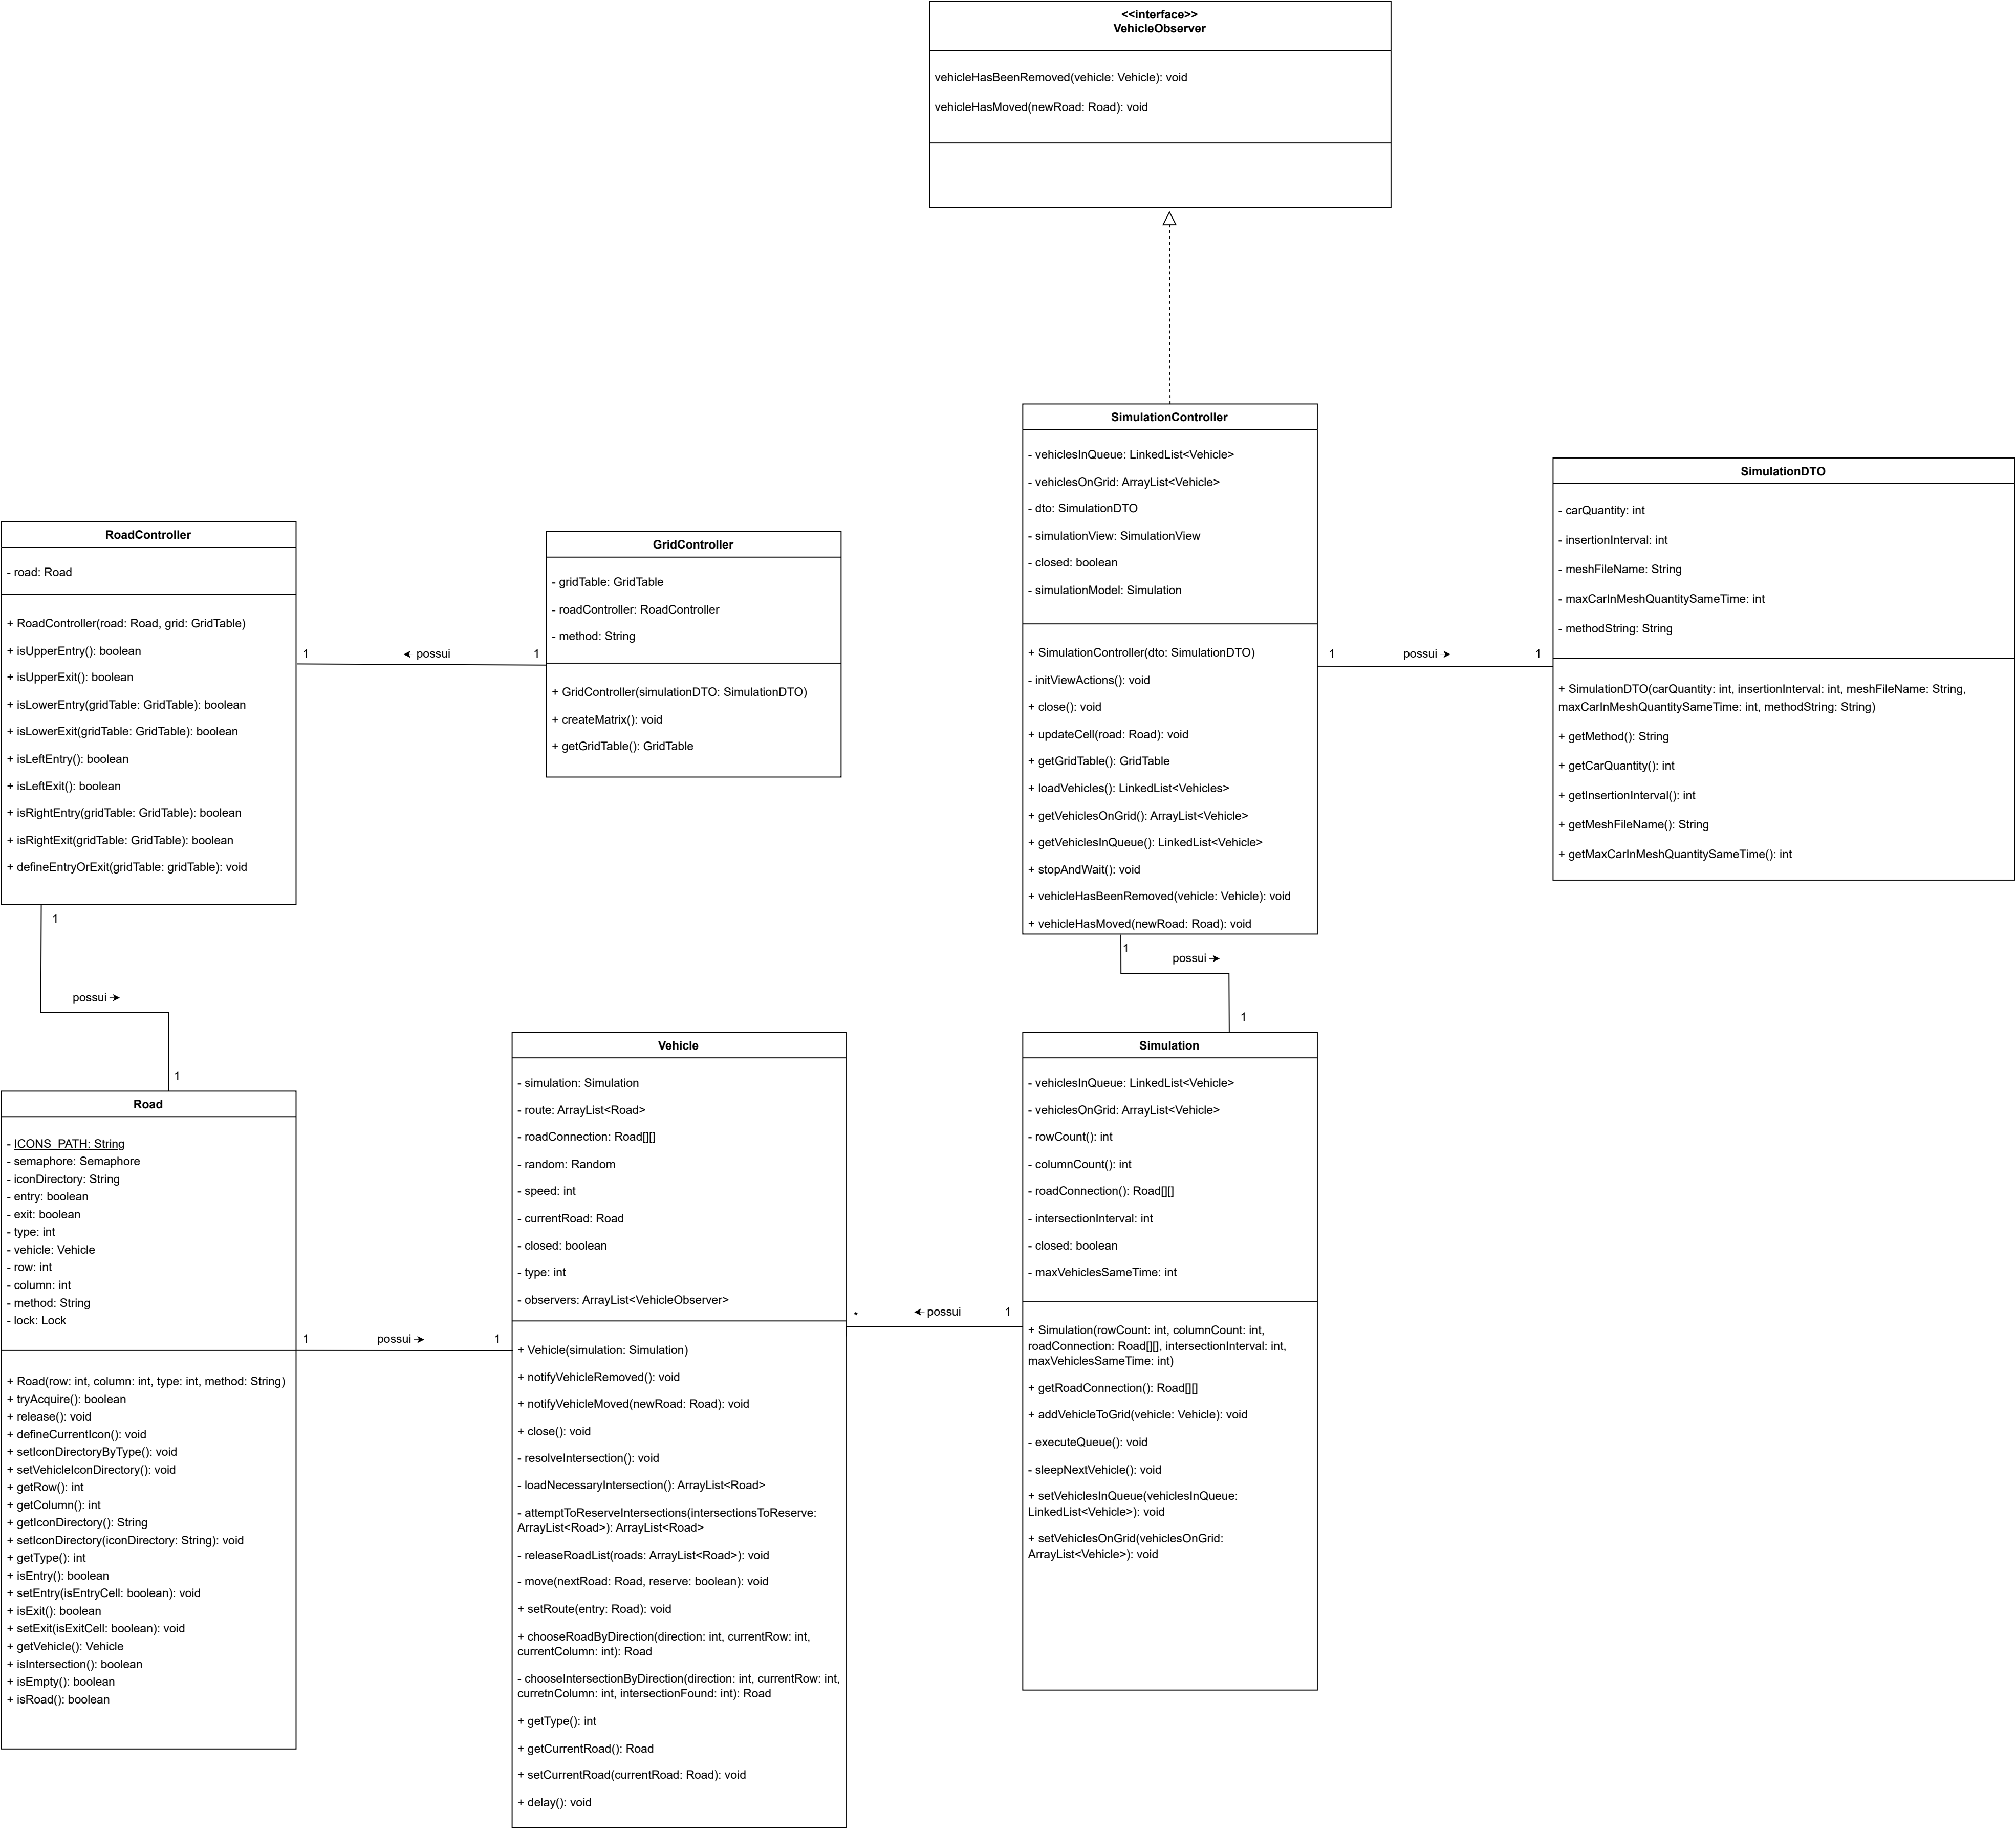 <<interface>>
VehicleObserver
vehicleHasBeenRemoved(vehicle: Vehicle): void
vehicleHasMoved(newRoad: Road): void
SimulationController
- vehiclesInQueue: LinkedList<Vehicle>
- vehiclesOnGrid: ArrayList<Vehicle>
- dto: SimulationDTO
- simulationView: SimulationView
- closed: boolean
- simulationModel: Simulation
+ SimulationController(dto: SimulationDTO)
- initViewActions(): void
+ close(): void
+ updateCell(road: Road): void
+ getGridTable(): GridTable
+ loadVehicles(): LinkedList<Vehicles>
+ getVehiclesOnGrid(): ArrayList<Vehicle>
+ getVehiclesInQueue(): LinkedList<Vehicle>
+ stopAndWait(): void
+ vehicleHasBeenRemoved(vehicle: Vehicle): void
+ vehicleHasMoved(newRoad: Road): void
1
possui
1
SimulationDTO
- carQuantity: int
- insertionInterval: int
- meshFileName: String
- maxCarInMeshQuantitySameTime: int
- methodString: String
+ SimulationDTO(carQuantity: int, insertionInterval: int, meshFileName: String,
maxCarInMeshQuantitySameTime: int, methodString: String)
+ getMethod(): String
+ getCarQuantity(): int
+ getInsertionInterval(): int
+ getMeshFileName(): String
+ getMaxCarInMeshQuantitySameTime(): int
RoadController
- road: Road
+ RoadController(road: Road, grid: GridTable)
+ isUpperEntry(): boolean
+ isUpperExit(): boolean
+ isLowerEntry(gridTable: GridTable): boolean
+ isLowerExit(gridTable: GridTable): boolean
+ isLeftEntry(): boolean
+ isLeftExit(): boolean
+ isRightEntry(gridTable: GridTable): boolean
+ isRightExit(gridTable: GridTable): boolean
+ defineEntryOrExit(gridTable: gridTable): void
1
possui
1
GridController
- gridTable: GridTable
- roadController: RoadController
- method: String
+ GridController(simulationDTO: SimulationDTO)
+ createMatrix(): void
+ getGridTable(): GridTable
1
possui
1
1
possui
1
Road
- ICONS_PATH: String
- semaphore: Semaphore
- iconDirectory: String
- entry: boolean
- exit: boolean
- type: int
- vehicle: Vehicle
- row: int
- column: int
- method: String
- lock: Lock
+ Road(row: int, column: int, type: int, method: String)
+ tryAcquire(): boolean
+ release(): void
+ defineCurrentIcon(): void
+ setIconDirectoryByType(): void
+ setVehicleIconDirectory(): void
+ getRow(): int
+ getColumn(): int
+ getIconDirectory(): String
+ setIconDirectory(iconDirectory: String): void
+ getType(): int
+ isEntry(): boolean
+ setEntry(isEntryCell: boolean): void
+ isExit(): boolean
+ setExit(isExitCell: boolean): void
+ getVehicle(): Vehicle
+ isIntersection(): boolean
+ isEmpty(): boolean
+ isRoad(): boolean
1
possui
1
Vehicle
- simulation: Simulation
- route: ArrayList<Road>
- roadConnection: Road[][]
- random: Random
- speed: int
- currentRoad: Road
- closed: boolean
- type: int
- observers: ArrayList<VehicleObserver>
+ Vehicle(simulation: Simulation)
+ notifyVehicleRemoved(): void
+ notifyVehicleMoved(newRoad: Road): void
+ close(): void
- resolveIntersection(): void
- loadNecessaryIntersection(): ArrayList<Road>
- attemptToReserveIntersections(intersectionsToReserve:
ArrayList<Road>): ArrayList<Road>
- releaseRoadList(roads: ArrayList<Road>): void
- move(nextRoad: Road, reserve: boolean): void
+ setRoute(entry: Road): void
+ chooseRoadByDirection(direction: int, currentRow: int,
currentColumn: int): Road
- chooseIntersectionByDirection(direction: int, currentRow: int,
curretnColumn: int, intersectionFound: int): Road
+ getType(): int
+ getCurrentRoad(): Road
+ setCurrentRoad(currentRoad: Road): void
+ delay(): void
*
possui
1
Simulation
- vehiclesInQueue: LinkedList<Vehicle>
- vehiclesOnGrid: ArrayList<Vehicle>
- rowCount(): int
- columnCount(): int
- roadConnection(): Road[][]
- intersectionInterval: int
- closed: boolean
- maxVehiclesSameTime: int
+ Simulation(rowCount: int, columnCount: int,
roadConnection: Road[][], intersectionInterval: int,
maxVehiclesSameTime: int)
+ getRoadConnection(): Road[][]
+ addVehicleToGrid(vehicle: Vehicle): void
- executeQueue(): void
- sleepNextVehicle(): void
+ setVehiclesInQueue(vehiclesInQueue:
LinkedList<Vehicle>): void
+ setVehiclesOnGrid(vehiclesOnGrid:
ArrayList<Vehicle>): void